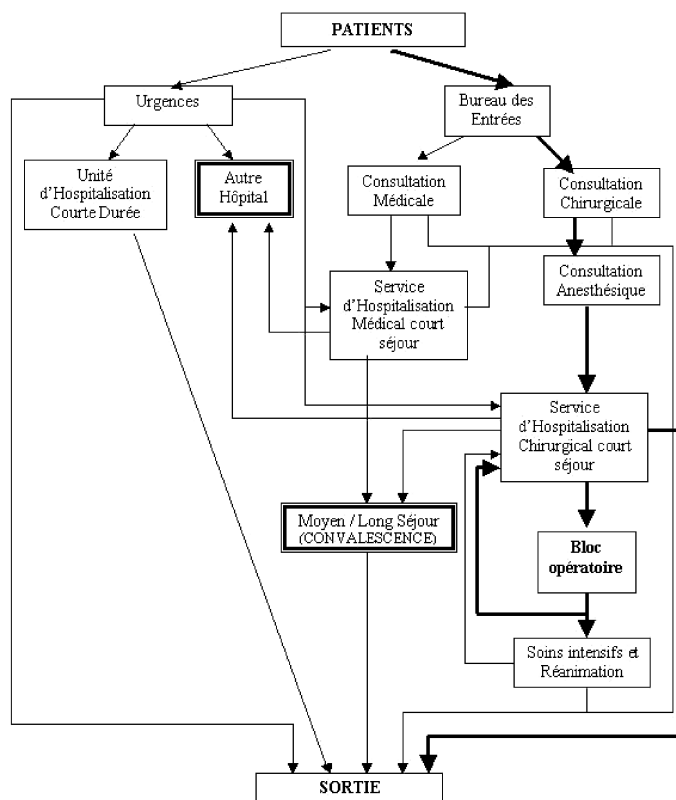 PATIENTS
Urgences
Bureau des
Entrées
Unité
d'Hospitalisation
Courte Durée
Autre
Hôpital
Consultation
Médicale
Consultation
Chirurgicale
Service
d'Hospitalisation
Médical court
séjour
Consultation
Anesthésique
Service
d'Hospitalisation
Chirurgical court
séjour
Moyen / Long Séjour
(CONVALESCENCE)
Bloc
opératoire
Soins intensifs et
Réanimation
SORTIE